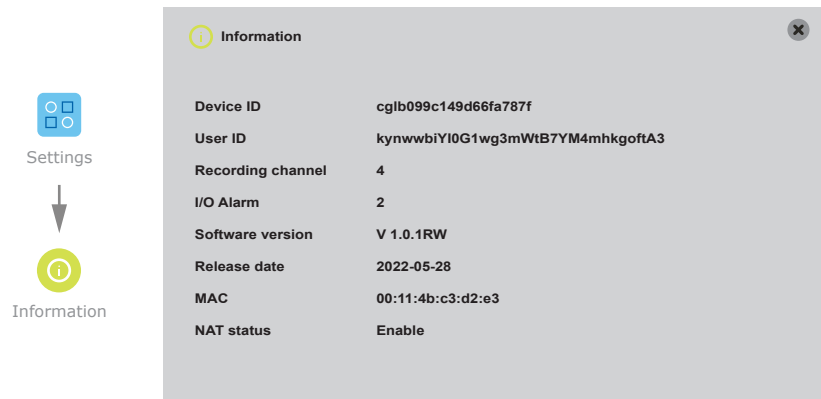 Settings
Information
Information
Device ID cglb099c149d66fa787f
User ID kynwwbiYI0G1wg3mWtB7YM4mhkgoftA3
Recording channel 4
I/O Alarm 2
Software version V 1.0.1RW
Release date 2022-05-28
MAC 00:11:4b:c3:d2:e3
NAT status Enable